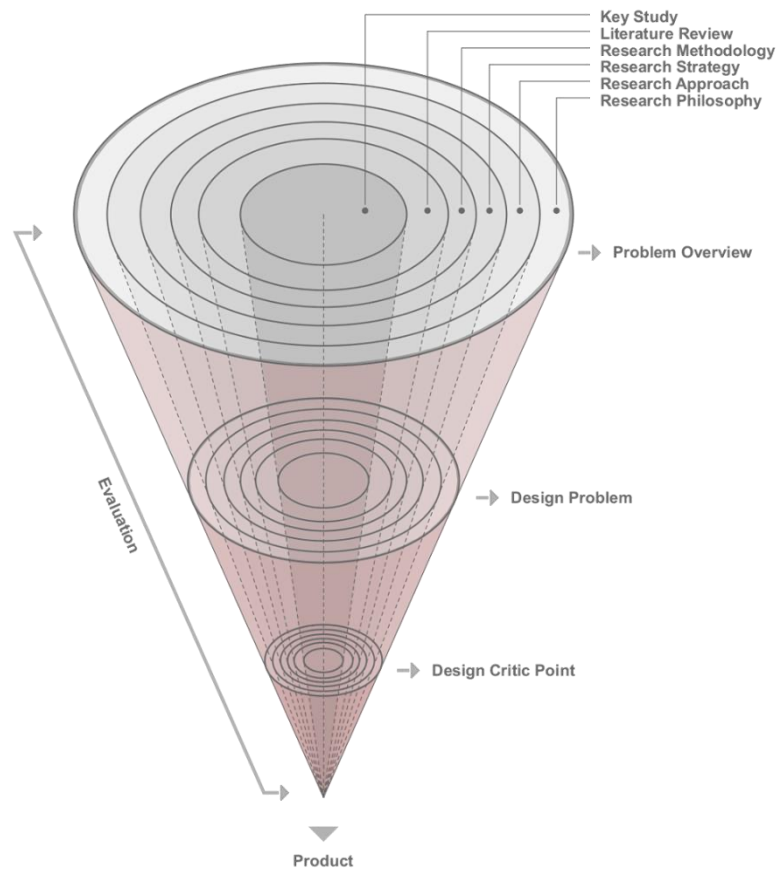 Key Study
Literature Review
Research Methodology
Research Strategy
Research Approach
Research Philosophy
Problem Overview
Evaluation
Design Problem
Design Critic Point
Product